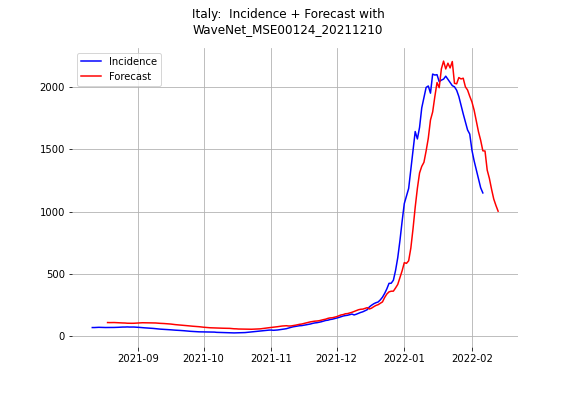 Italy:  Incidence + Forecast with
WaveNet_MSE00124_20211210
Incidence
Forecast
2000
1500
1000
500
0
2021-09
2021-10
2021-11
2021-12
2022-01
2022-02